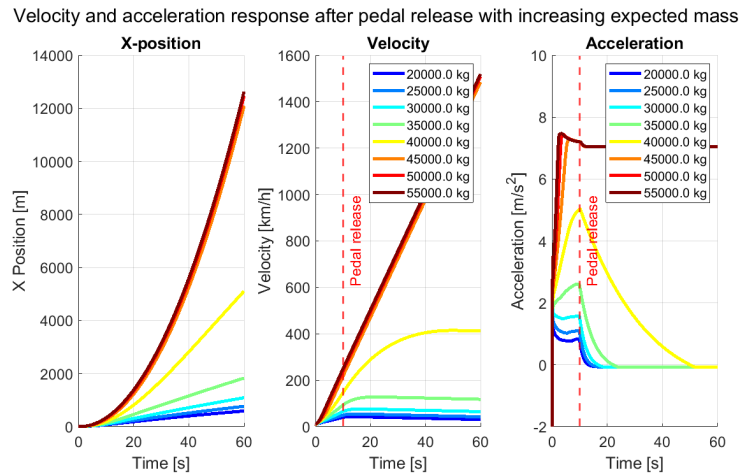 Velocity and acceleration response after pedal release with increasing expected mass
X-position
14000
12000
10000
8000
6000
4000
2000
0
X Position [m]
0
20
40
60
Time [s]
Velocity
1600
1400
1200
1000
800
600
400
200
0
Velocity [km/h]
0
20
40
60
Time [s]
Pedal release
20000.0 kg
25000.0 kg
30000.0 kg
35000.0 kg
40000.0 kg
45000.0 kg
50000.0 kg
55000.0 kg
Acceleration
10
8
6
4
2
0
-2
Acceleration [m/s²]
0
20
40
60
Time [s]
Pedal release
20000.0 kg
25000.0 kg
30000.0 kg
35000.0 kg
40000.0 kg
45000.0 kg
50000.0 kg
55000.0 kg